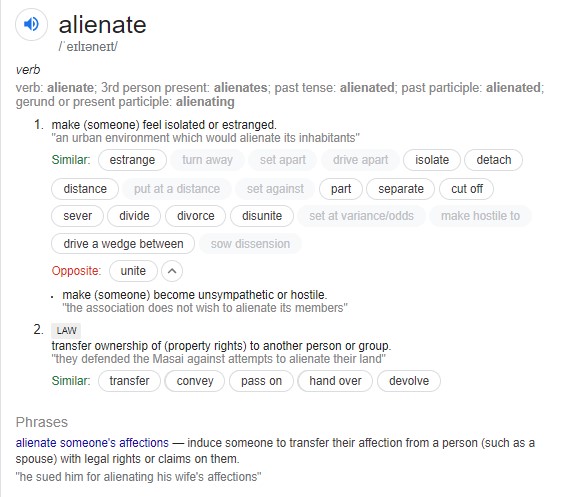 alienate
/ˈeɪlɪəneɪt/
verb
verb: alienate; 3rd person present: alienates; past tense: alienated; past participle: alienated;
gerund or present participle: alienating
1. make (someone) feel isolated or estranged.
"an urban environment which would alienate its inhabitants"
Similar: estrange turn away set apart drive apart isolate detach
distance put at a distance set against part separate cut off
sever divide divorce disunite set at variance/odds make hostile to
drive a wedge between sow dissension
Opposite: unite
• make (someone) become unsympathetic or hostile.
"the association does not wish to alienate its members"
2. LAW
transfer ownership of (property rights) to another person or group.
"they defended the Masai against attempts to alienate their land"
Similar: transfer convey pass on hand over devolve
Phrases
alienate someone's affections — induce someone to transfer their affection from a person (such as a
spouse) with legal rights or claims on them.
"he sued him for alienating his wife's affections"